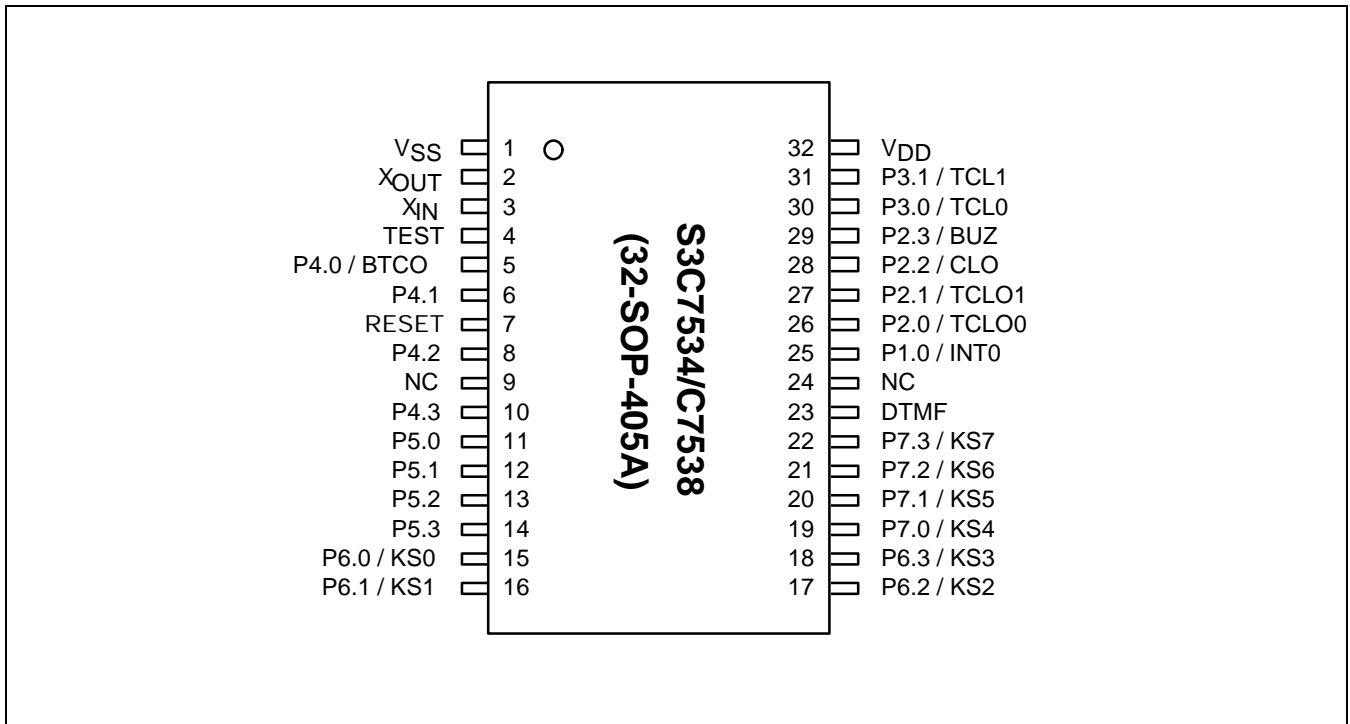 VSS 1 32 VDD
XOUT 2 31 P3.1 / TCL1
XIN 3 30 P3.0 / TCL0
TEST 4 29 P2.3 / BUZ
P4.0 / BTCO 5 28 P2.2 / CLO
P4.1 6 27 P2.1 / TCLO1
RESET 7 26 P2.0 / TCLO0
P4.2 8 25 P1.0 / INT0
NC 9 24 NC
P4.3 10 23 DTMF
P5.0 11 22 P7.3 / KS7
P5.1 12 21 P7.2 / KS6
P5.2 13 20 P7.1 / KS5
P5.3 14 19 P7.0 / KS4
P6.0 / KS0 15 18 P6.3 / KS3
P6.1 / KS1 16 17 P6.2 / KS2
S3C7534/C7538
(32-SOP-405A)